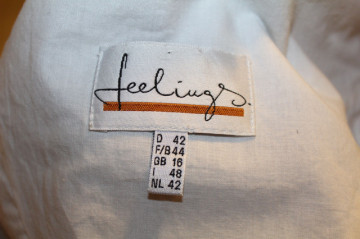 feelings.
D 42
F/B 44
GB 16
I 48
NL 42